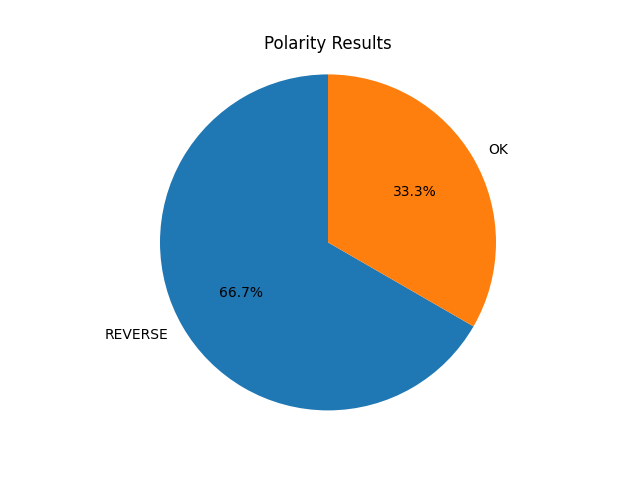 Polarity Results
OK
33.3%
66.7%
REVERSE